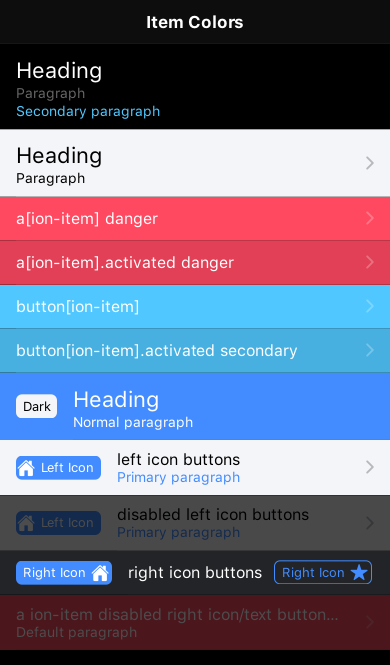 Item Colors
Heading
Paragraph
Secondary paragraph
Heading
Paragraph
a[ion-item] danger
a[ion-item].activated danger
button[ion-item]
button[ion-item].activated secondary
Dark
Heading
Normal paragraph
Left Icon
left icon buttons
Primary paragraph
Left Icon
disabled left icon buttons
Primary paragraph
Right Icon
right icon buttons
Right Icon
a ion-item disabled right icon/text button...
Default paragraph